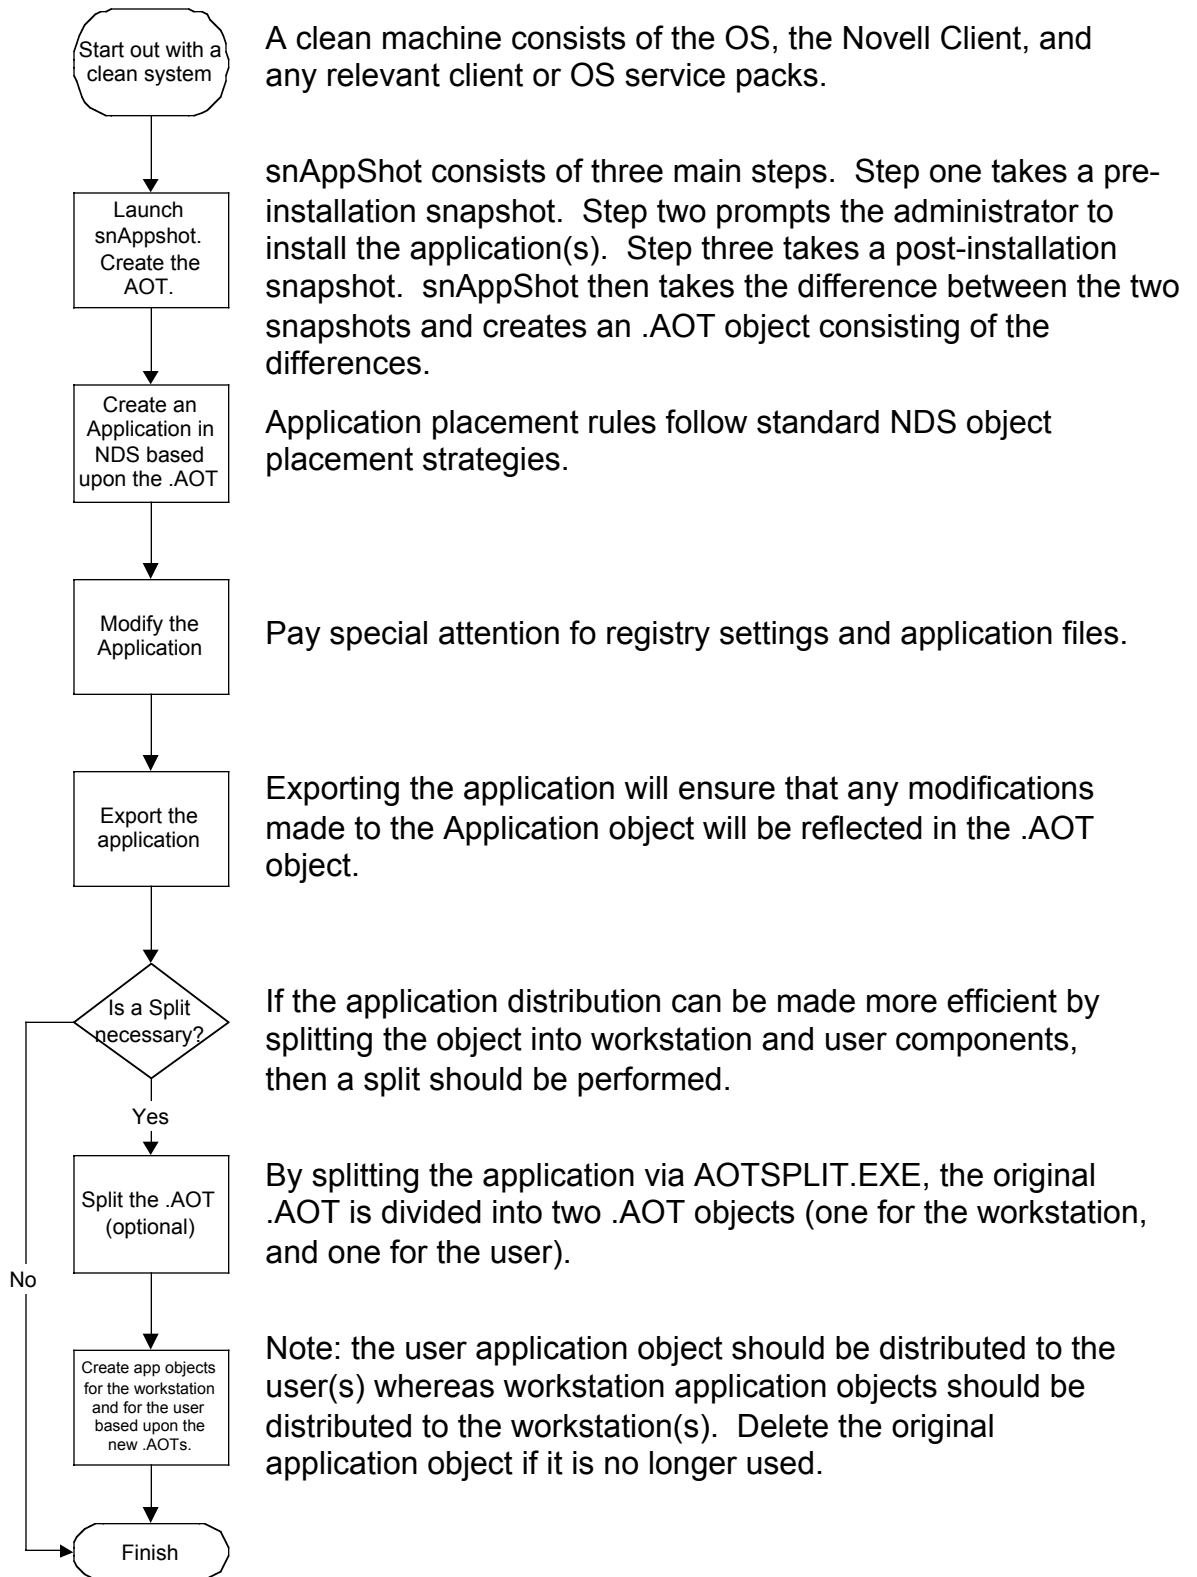 Start out with a
clean system
A clean machine consists of the OS, the Novell Client, and
any relevant client or OS service packs.
Launch
snAppshot.
Create the
AOT.
snAppShot consists of three main steps.  Step one takes a pre-
installation snapshot.  Step two prompts the administrator to
install the application(s).  Step three takes a post-installation
snapshot.  snAppShot then takes the difference between the two
snapshots and creates an .AOT object consisting of the
differences.
Create an
Application in
NDS based
upon the .AOT
Application placement rules follow standard NDS object
placement strategies.
Modify the
Application
Pay special attention fo registry settings and application files.
Export the
application
Exporting the application will ensure that any modifications
made to the Application object will be reflected in the .AOT
object.
Is a Split
necessary?
If the application distribution can be made more efficient by
splitting the object into workstation and user components,
then a split should be performed.
Yes
Split the .AOT
(optional)
By splitting the application via AOTSPLIT.EXE, the original
.AOT is divided into two .AOT objects (one for the workstation,
and one for the user).
No
Create app objects
for the workstation
and for the user
based upon the
new .AOTs.
Note: the user application object should be distributed to the
user(s) whereas workstation application objects should be
distributed to the workstation(s).  Delete the original
application object if it is no longer used.
Finish